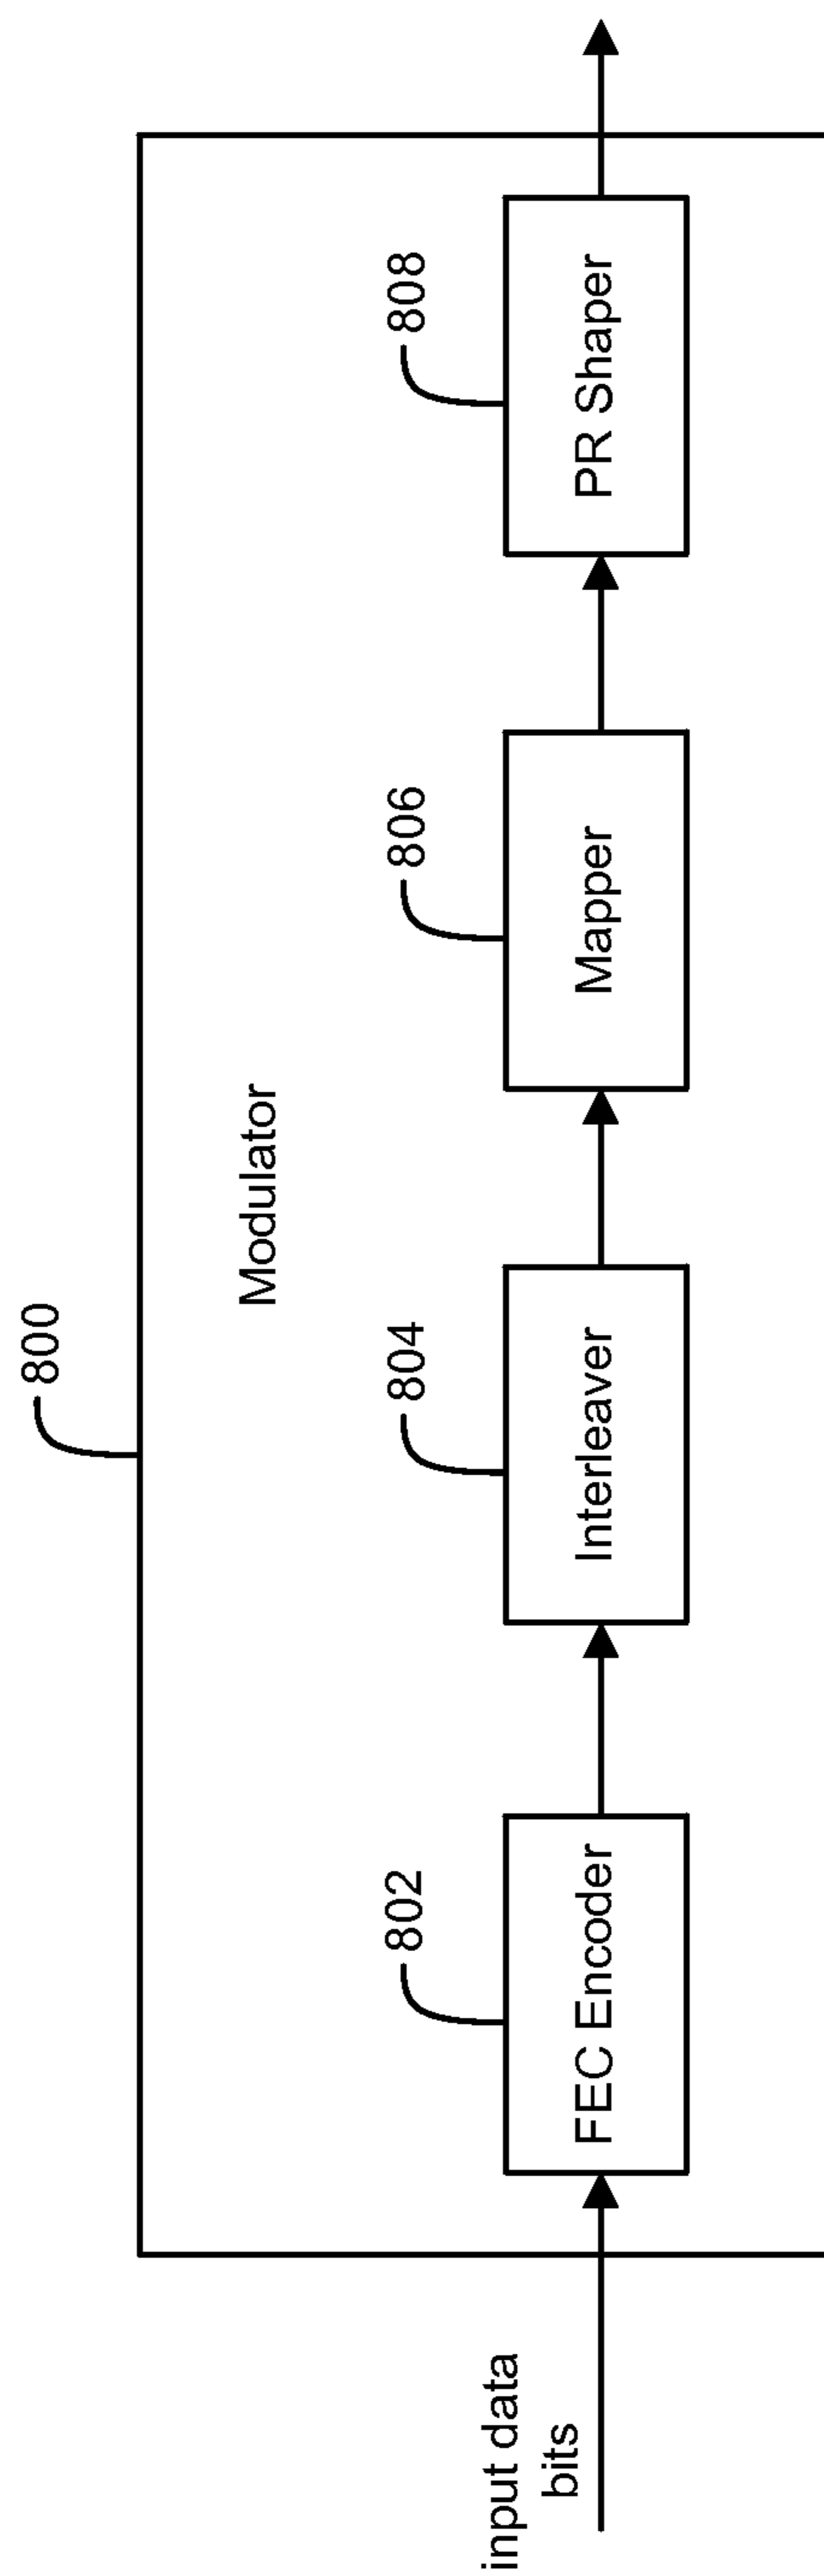 800
Modulator
802
804
806
808
input data
bits
FEC Encoder
Interleaver
Mapper
PR Shaper